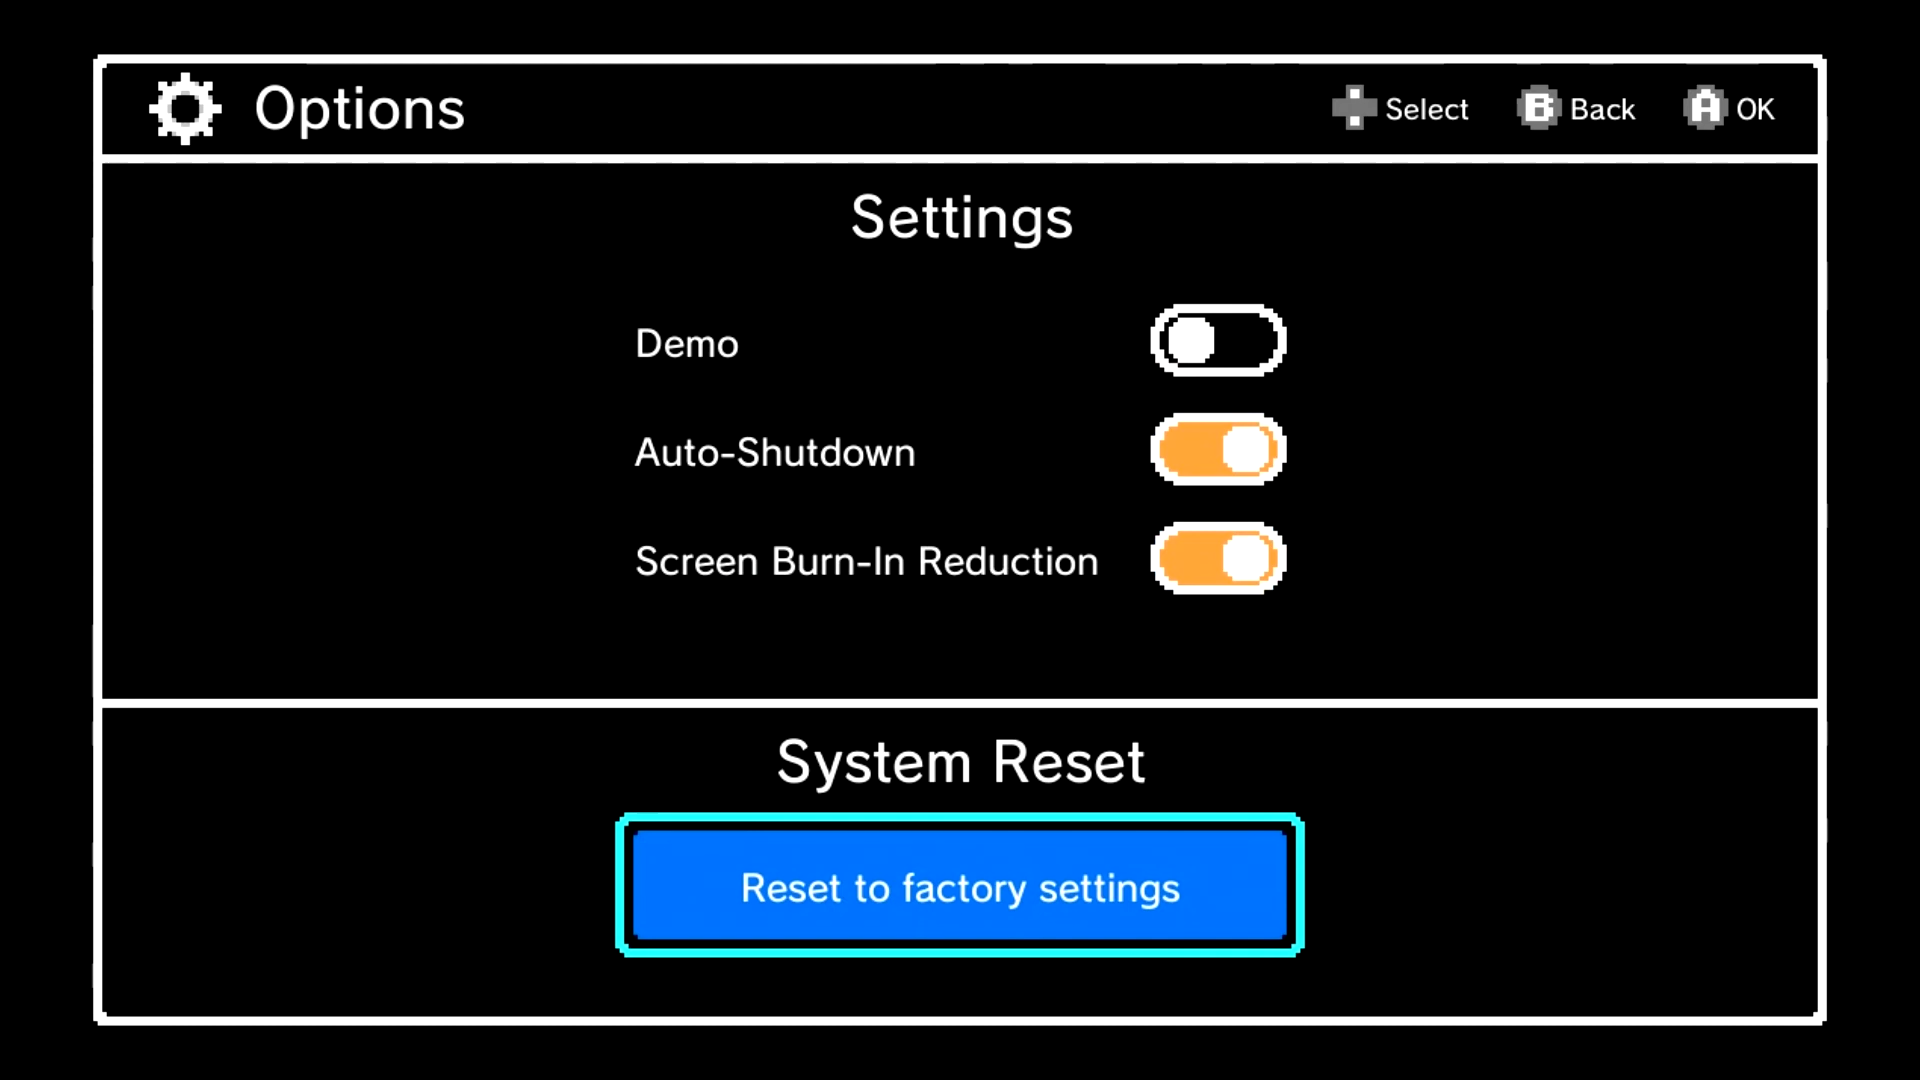 Options
Select
B Back
A OK
Settings
Demo
Auto-Shutdown
Screen Burn-In Reduction
System Reset
Reset to factory settings